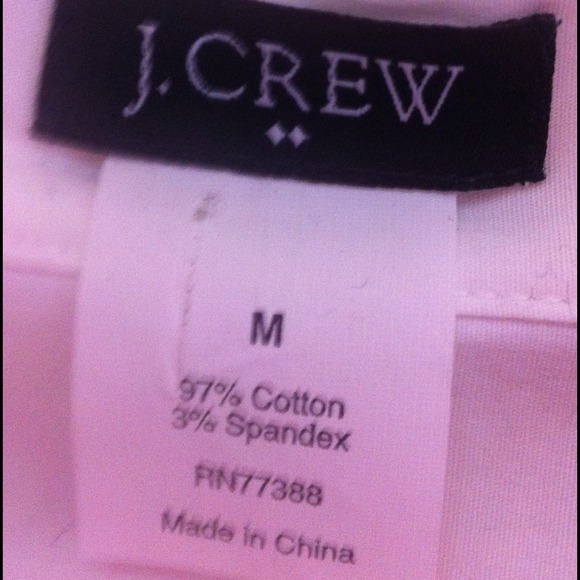 J.CREW
M
97% Cotton
3% Spandex
RN77388
Made in China